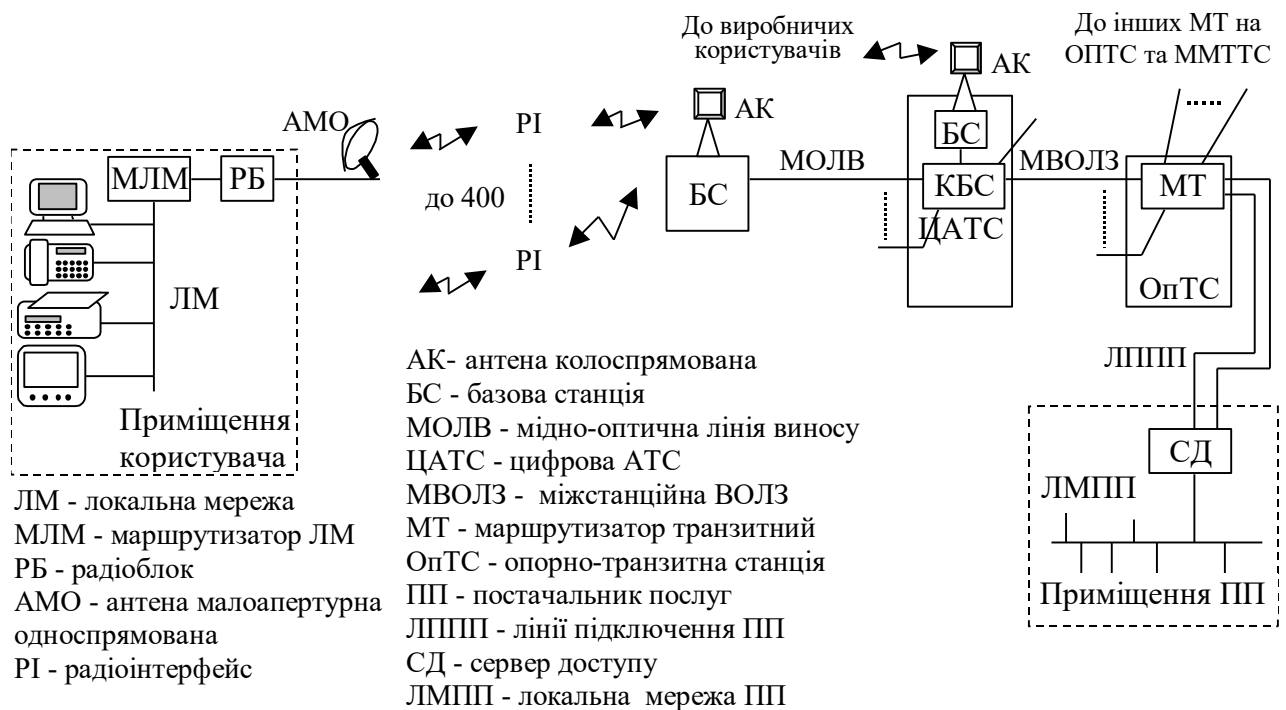 До виробничих
користувачів
До інших МТ на
ОПТС та ММТТС
АК
АК
АМО
РІ
БС
МЛМ
РБ
МОЛВ
КБС
МВОЛЗ
МТ
до 400
БС
ЦАТС
РІ
ОпТС
ЛМ
ЛППП
Приміщення
користувача
СД
ЛМПП
Приміщення ПП
ЛМ - локальна мережа
МЛМ - маршрутизатор ЛМ
РБ - радіоблок
АМО - антена малоапертурна
односпрямована
РІ - радіоінтерфейс
АК- антена колоспрямована
БС - базова станція
МОЛВ - мідно-оптична лінія виносу
ЦАТС - цифрова АТС
МВОЛЗ - міжстанційна ВОЛЗ
МТ - маршрутизатор транзитний
ОпТС - опорно-транзитна станція
ПП - постачальник послуг
ЛППП - лінії підключення ПП
СД - сервер доступу
ЛМПП - локальна мережа ПП